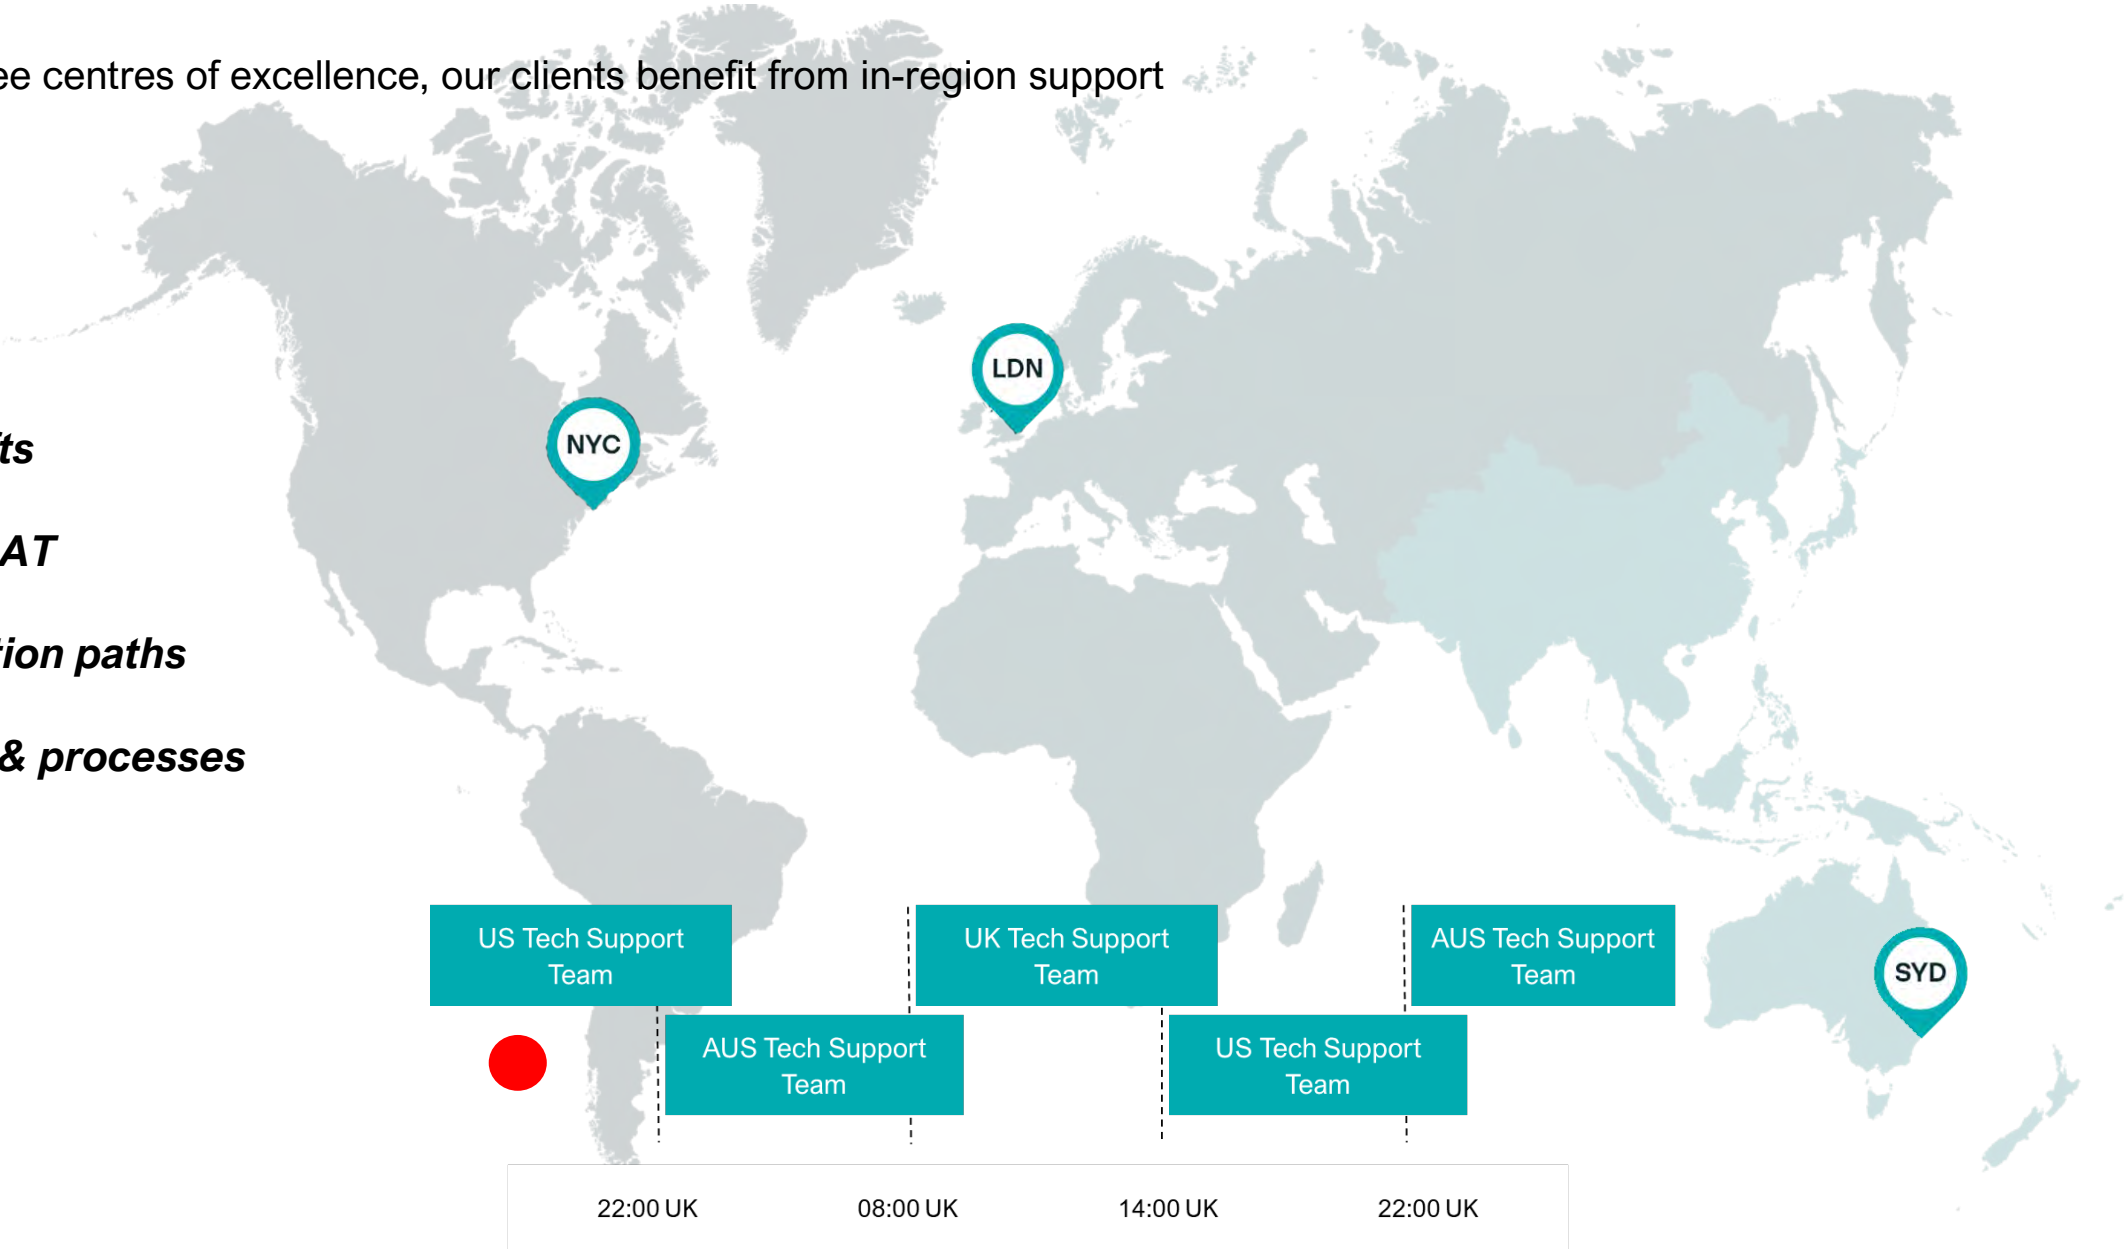 ee centres of excellence, our clients benefit from in-region support
LDN
NYC
fts
AT
tion paths
& processes
US Tech Support
Team
UK Tech Support
Team
AUS Tech Support
Team
SYD
AUS Tech Support
Team
US Tech Support
Team
22:00 UK
08:00 UK
14:00 UK
22:00 UK